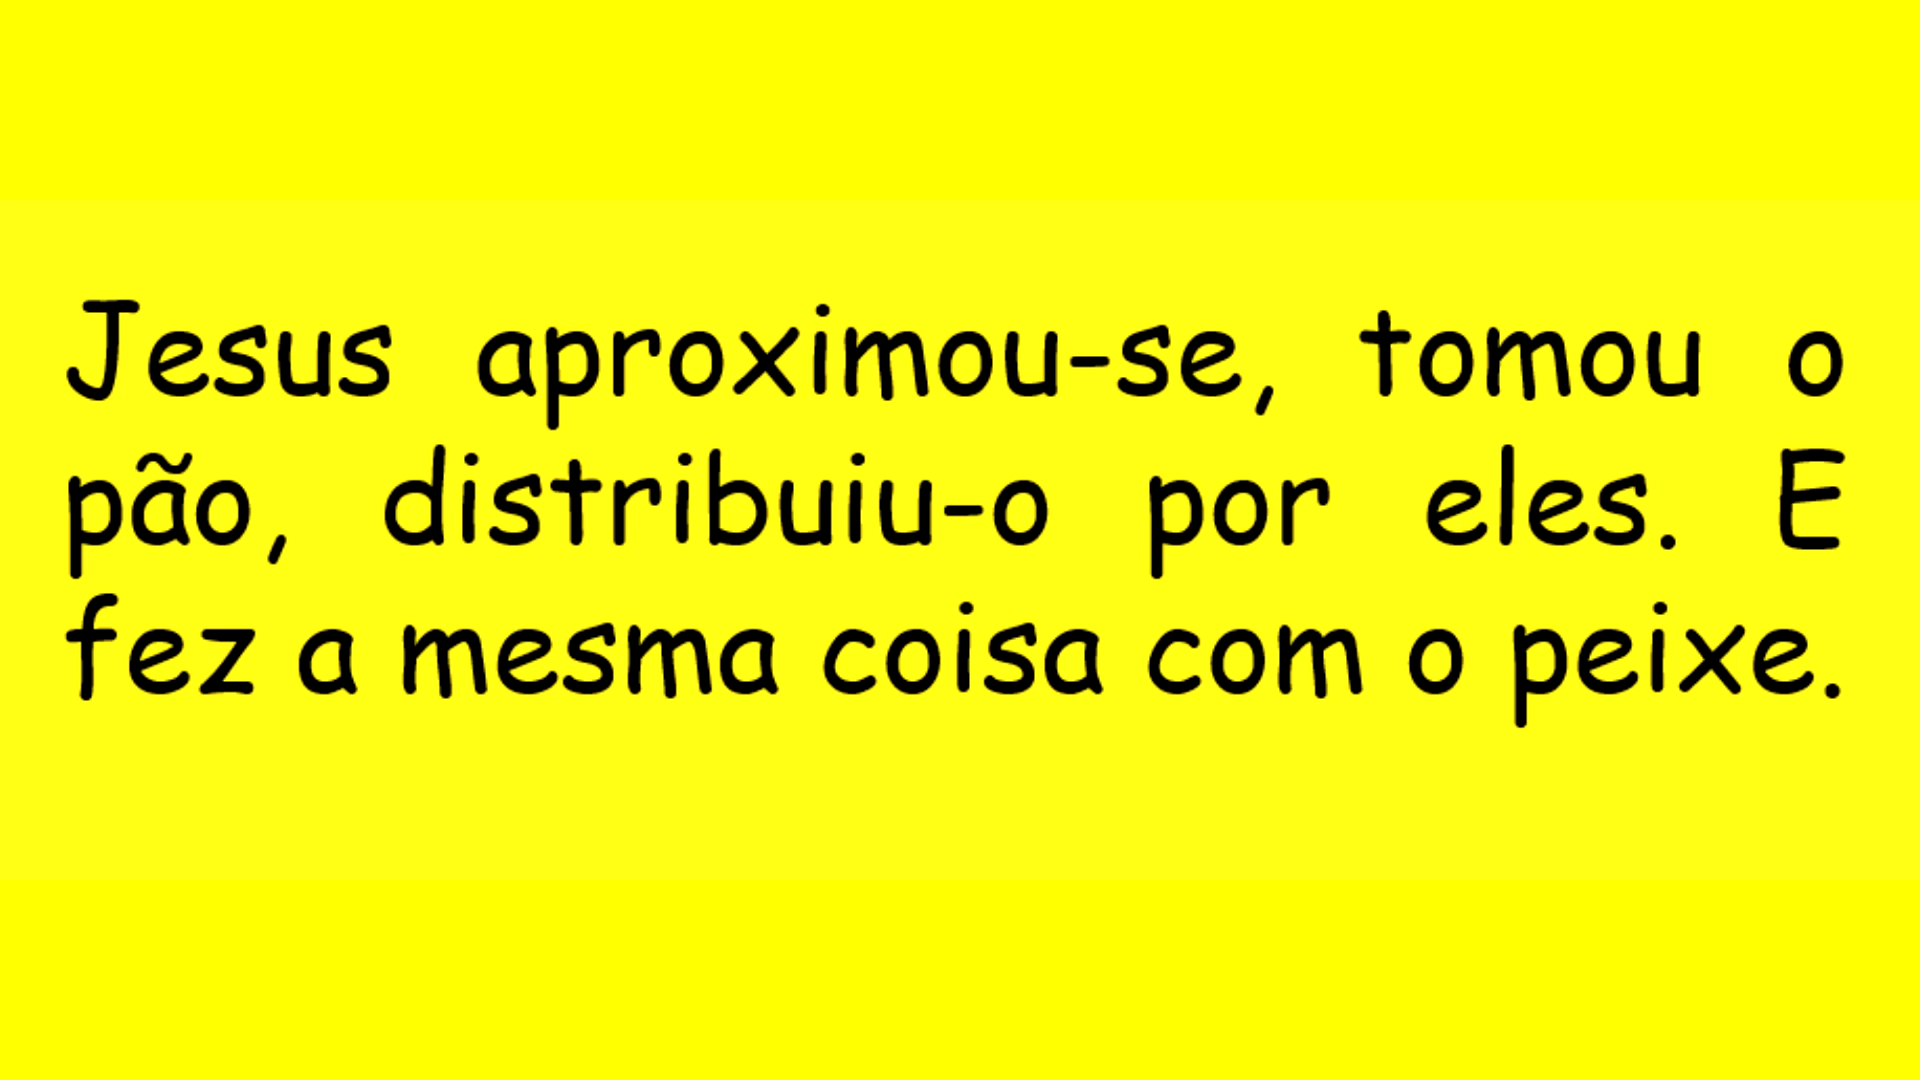 Jesus aproximou-se, tomou o
pão, distribuiu-o por eles. E
fez a mesma coisa com o peixe.